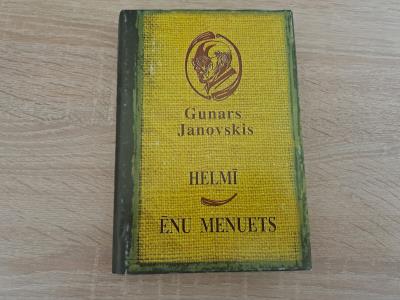 Gunars
Janovskis
HELMĪ
ĒNU MENUETS